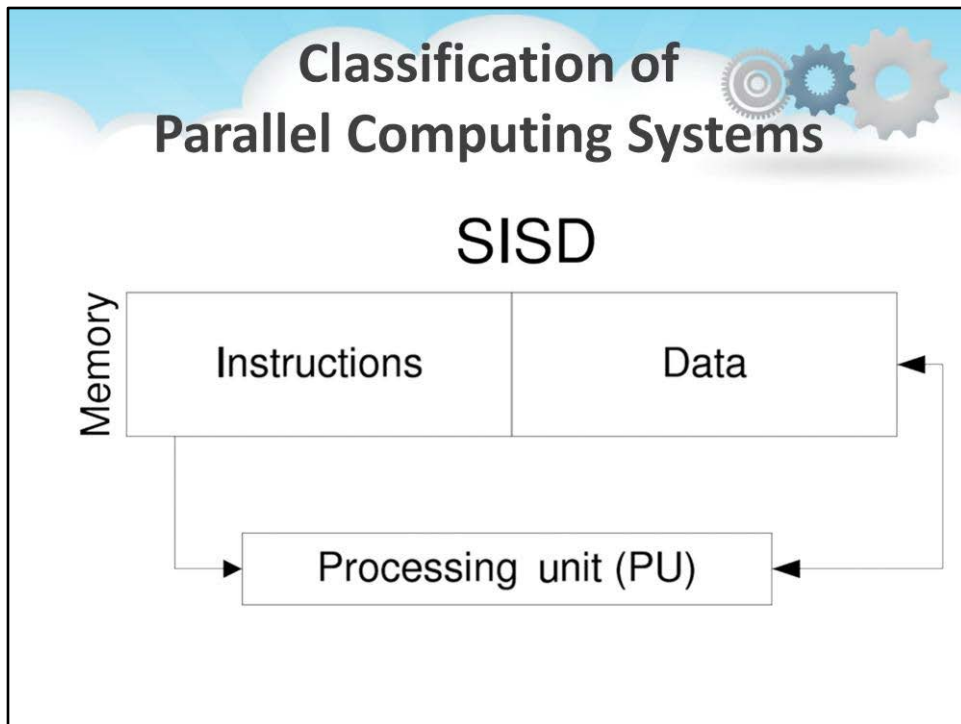 Classification of
Parallel Computing Systems
SISD
Memory
Instructions
Data
Processing unit (PU)